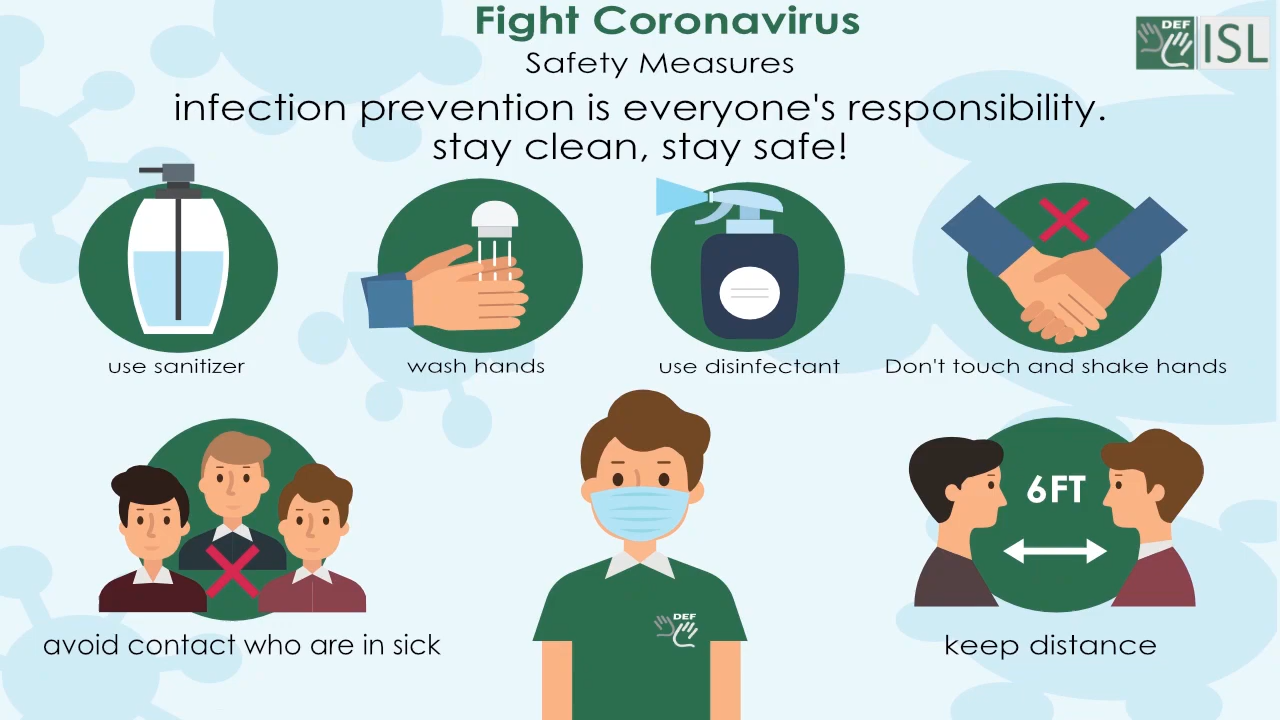 Fight Coronavirus
DEF
ISL
Safety Measures
infection prevention is everyone's responsibility.
stay clean, stay safe!
use sanitizer
wash hands
use disinfectant
Don't touch and shake hands
6FT
DEF
avoid contact who are in sick
keep distance